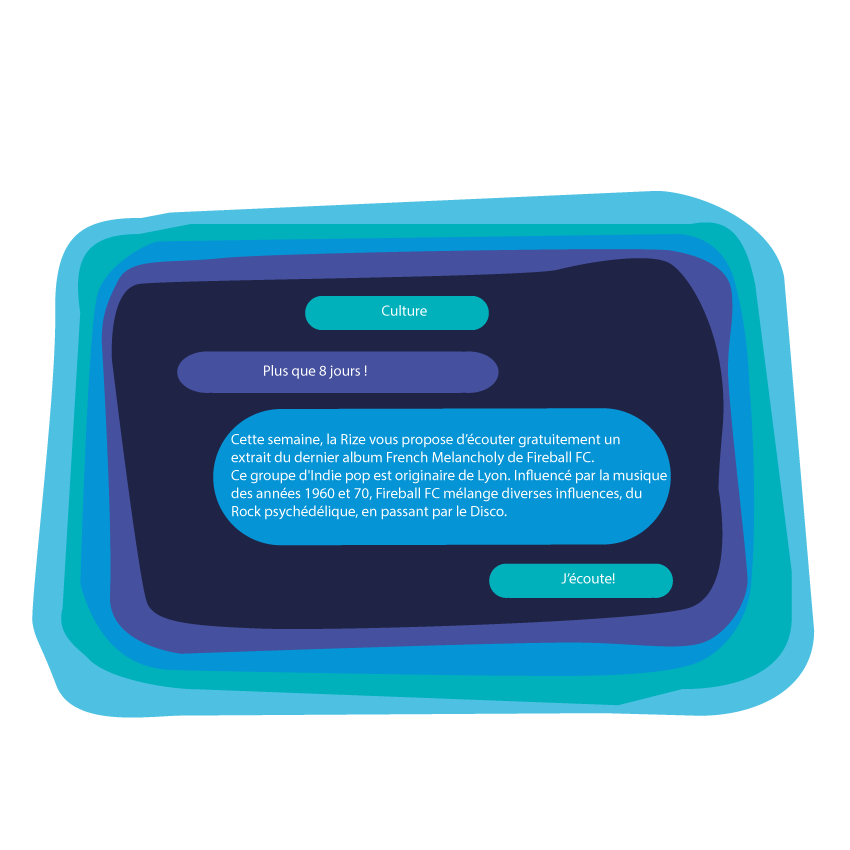 Culture
Plus que 8 jours !
Cette semaine, la Rize vous propose d’écouter gratuitement un
extrait du dernier album French Melancholy de Fireball FC.
Ce groupe d'Indie pop est originaire de Lyon. Influencé par la musique
des années 1960 et 70, Fireball FC mélange diverses influences, du
Rock psychédélique, en passant par le Disco.
J’écoute!